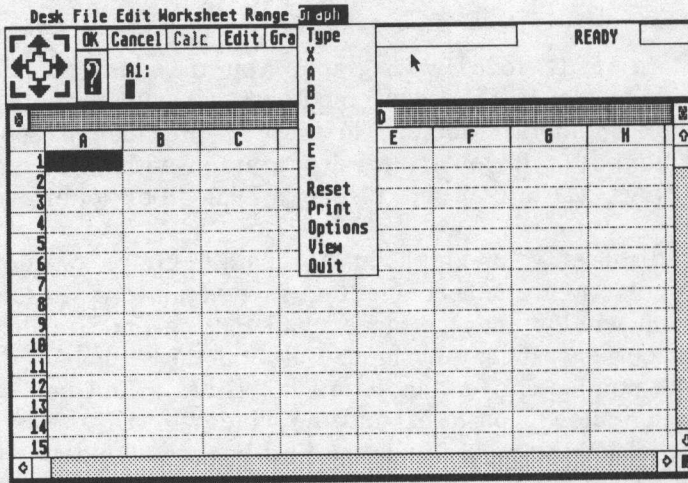 Desk File Edit Worksheet Range Graph
OK Cancel Calc Edit Gra
READY
?
A1:
Type
X
A
B
C
D
E
F
Reset
Print
Options
View
Quit
D
A B C E F G H
1
2
3
4
5
6
7
8
9
10
11
12
13
14
15